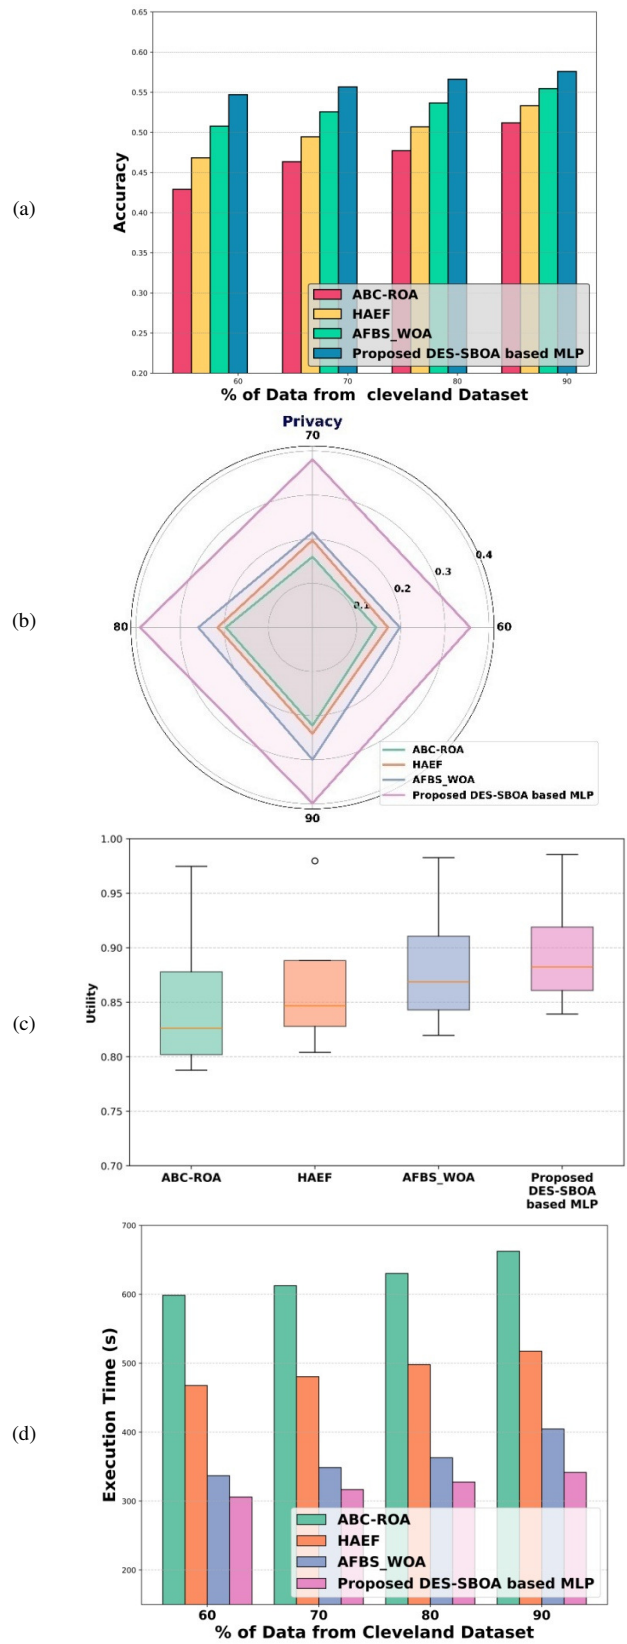 (a)
Accuracy
0.65
0.60
0.55
0.50
0.45
0.40
0.35
0.30
0.25
0.20
ABC-ROA
HAEF
AFBS_WOA
Proposed DES-SBOA based MLP
60
70
80
90
% of Data from cleveland Dataset
(b)
Privacy
70
0.4
0.3
0.2
0.1
80
60
90
ABC-ROA
HAEF
AFBS_WOA
Proposed DES-SBOA based MLP
(c)
Utility
1.00
0.95
0.90
0.85
0.80
0.75
0.70
ABC-ROA
HAEF
AFBS_WOA
Proposed
DES-SBOA
based MLP
(d)
Execution Time (s)
700
600
500
400
300
200
ABC-ROA
HAEF
AFBS_WOA
Proposed DES-SBOA based MLP
60
70
80
90
% of Data from Cleveland Dataset